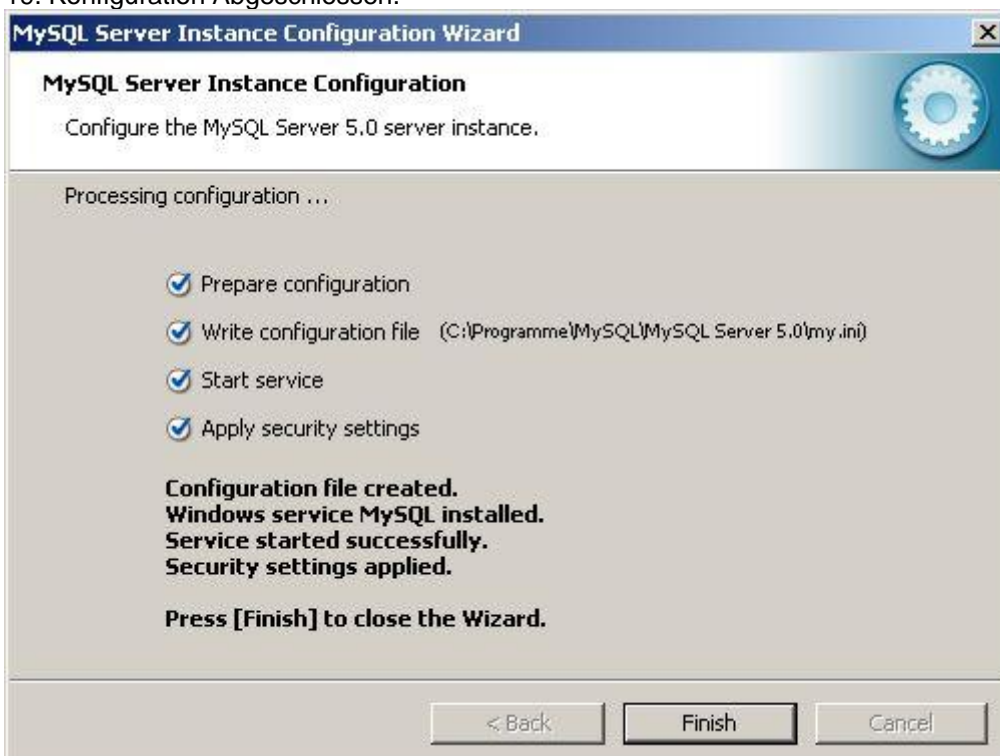 Konfiguration Abgeschlossen.
MySQL Server Instance Configuration Wizard
MySQL Server Instance Configuration
Configure the MySQL Server 5.0 server instance.
Processing configuration ...
Prepare configuration
Write configuration file (C:\Programme\MySQL\MySQL Server 5.0\my.ini)
Start service
Apply security settings
Configuration file created.
Windows service MySQL installed.
Service started successfully.
Security settings applied.
Press [Finish] to close the Wizard.
< Back Finish Cancel